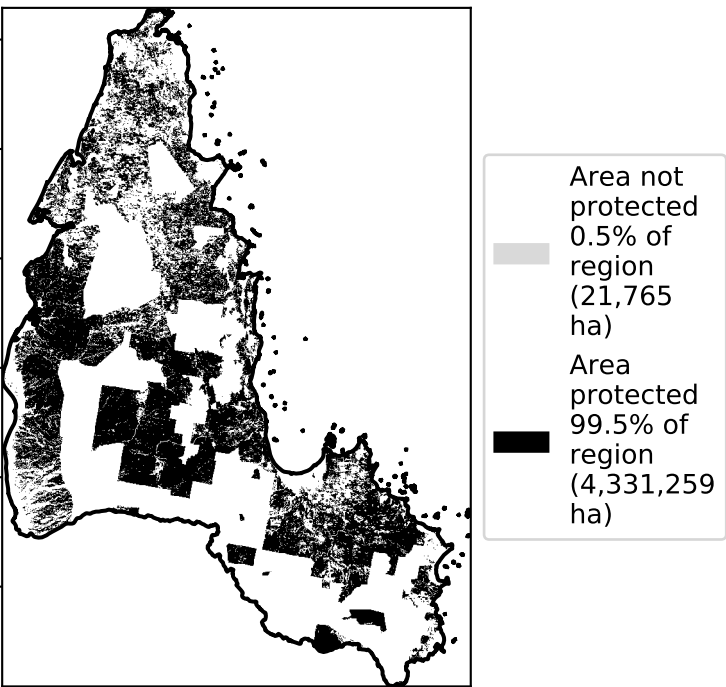 Area not
protected
0.5% of
region
(21,765
ha)
Area
protected
99.5% of
region
(4,331,259
ha)